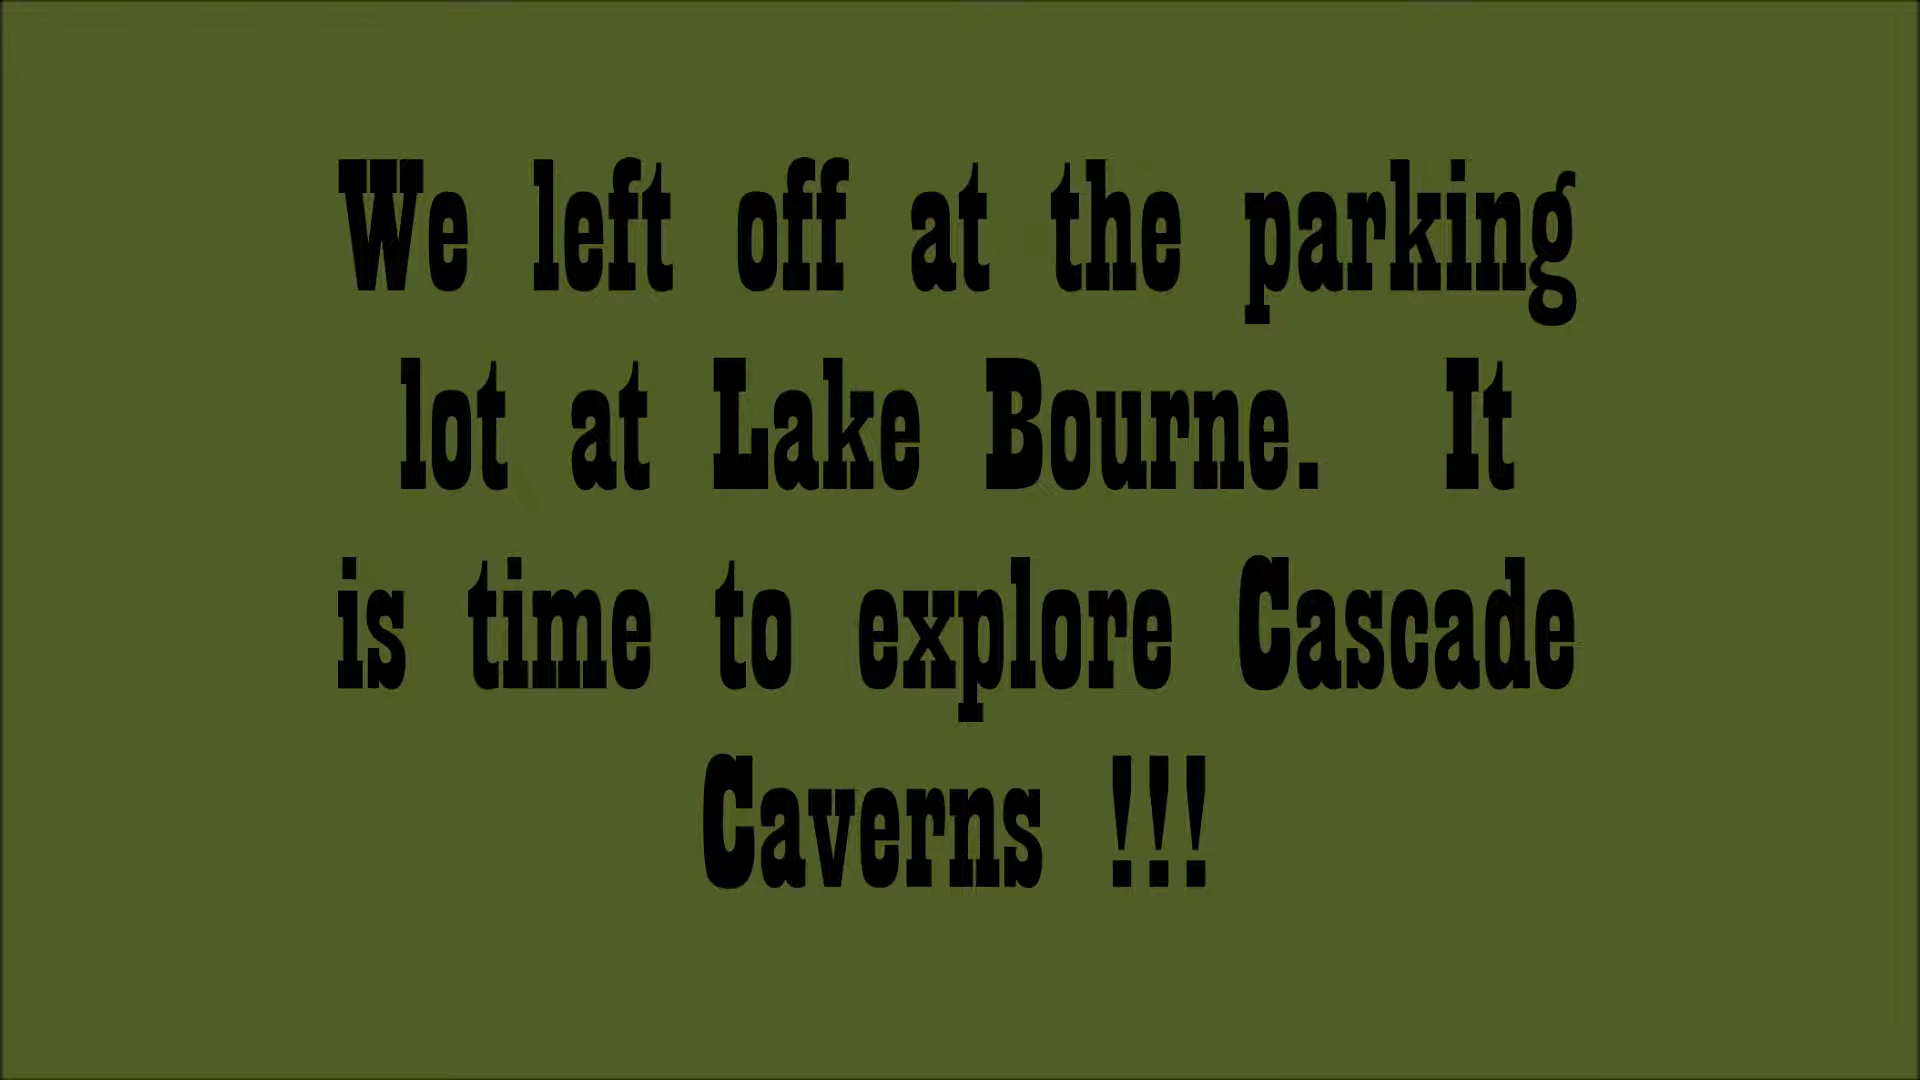 We left off at the parking
lot at Lake Bourne.  It
is time to explore Cascade
Caverns !!!